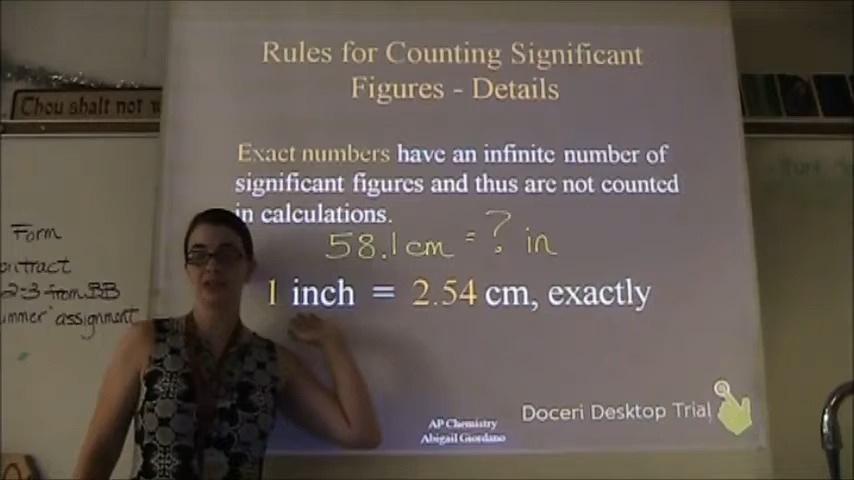 Rules for Counting Significant
Figures - Details
Thou shalt not
Exact numbers have an infinite number of
significant figures and thus are not counted
in calculations.
58.1 cm = ? in
1 inch = 2.54 cm, exactly
Form
2-3 from BB
assignment
Doceri Desktop Trial
AP Chemistry
Abigail Giordano